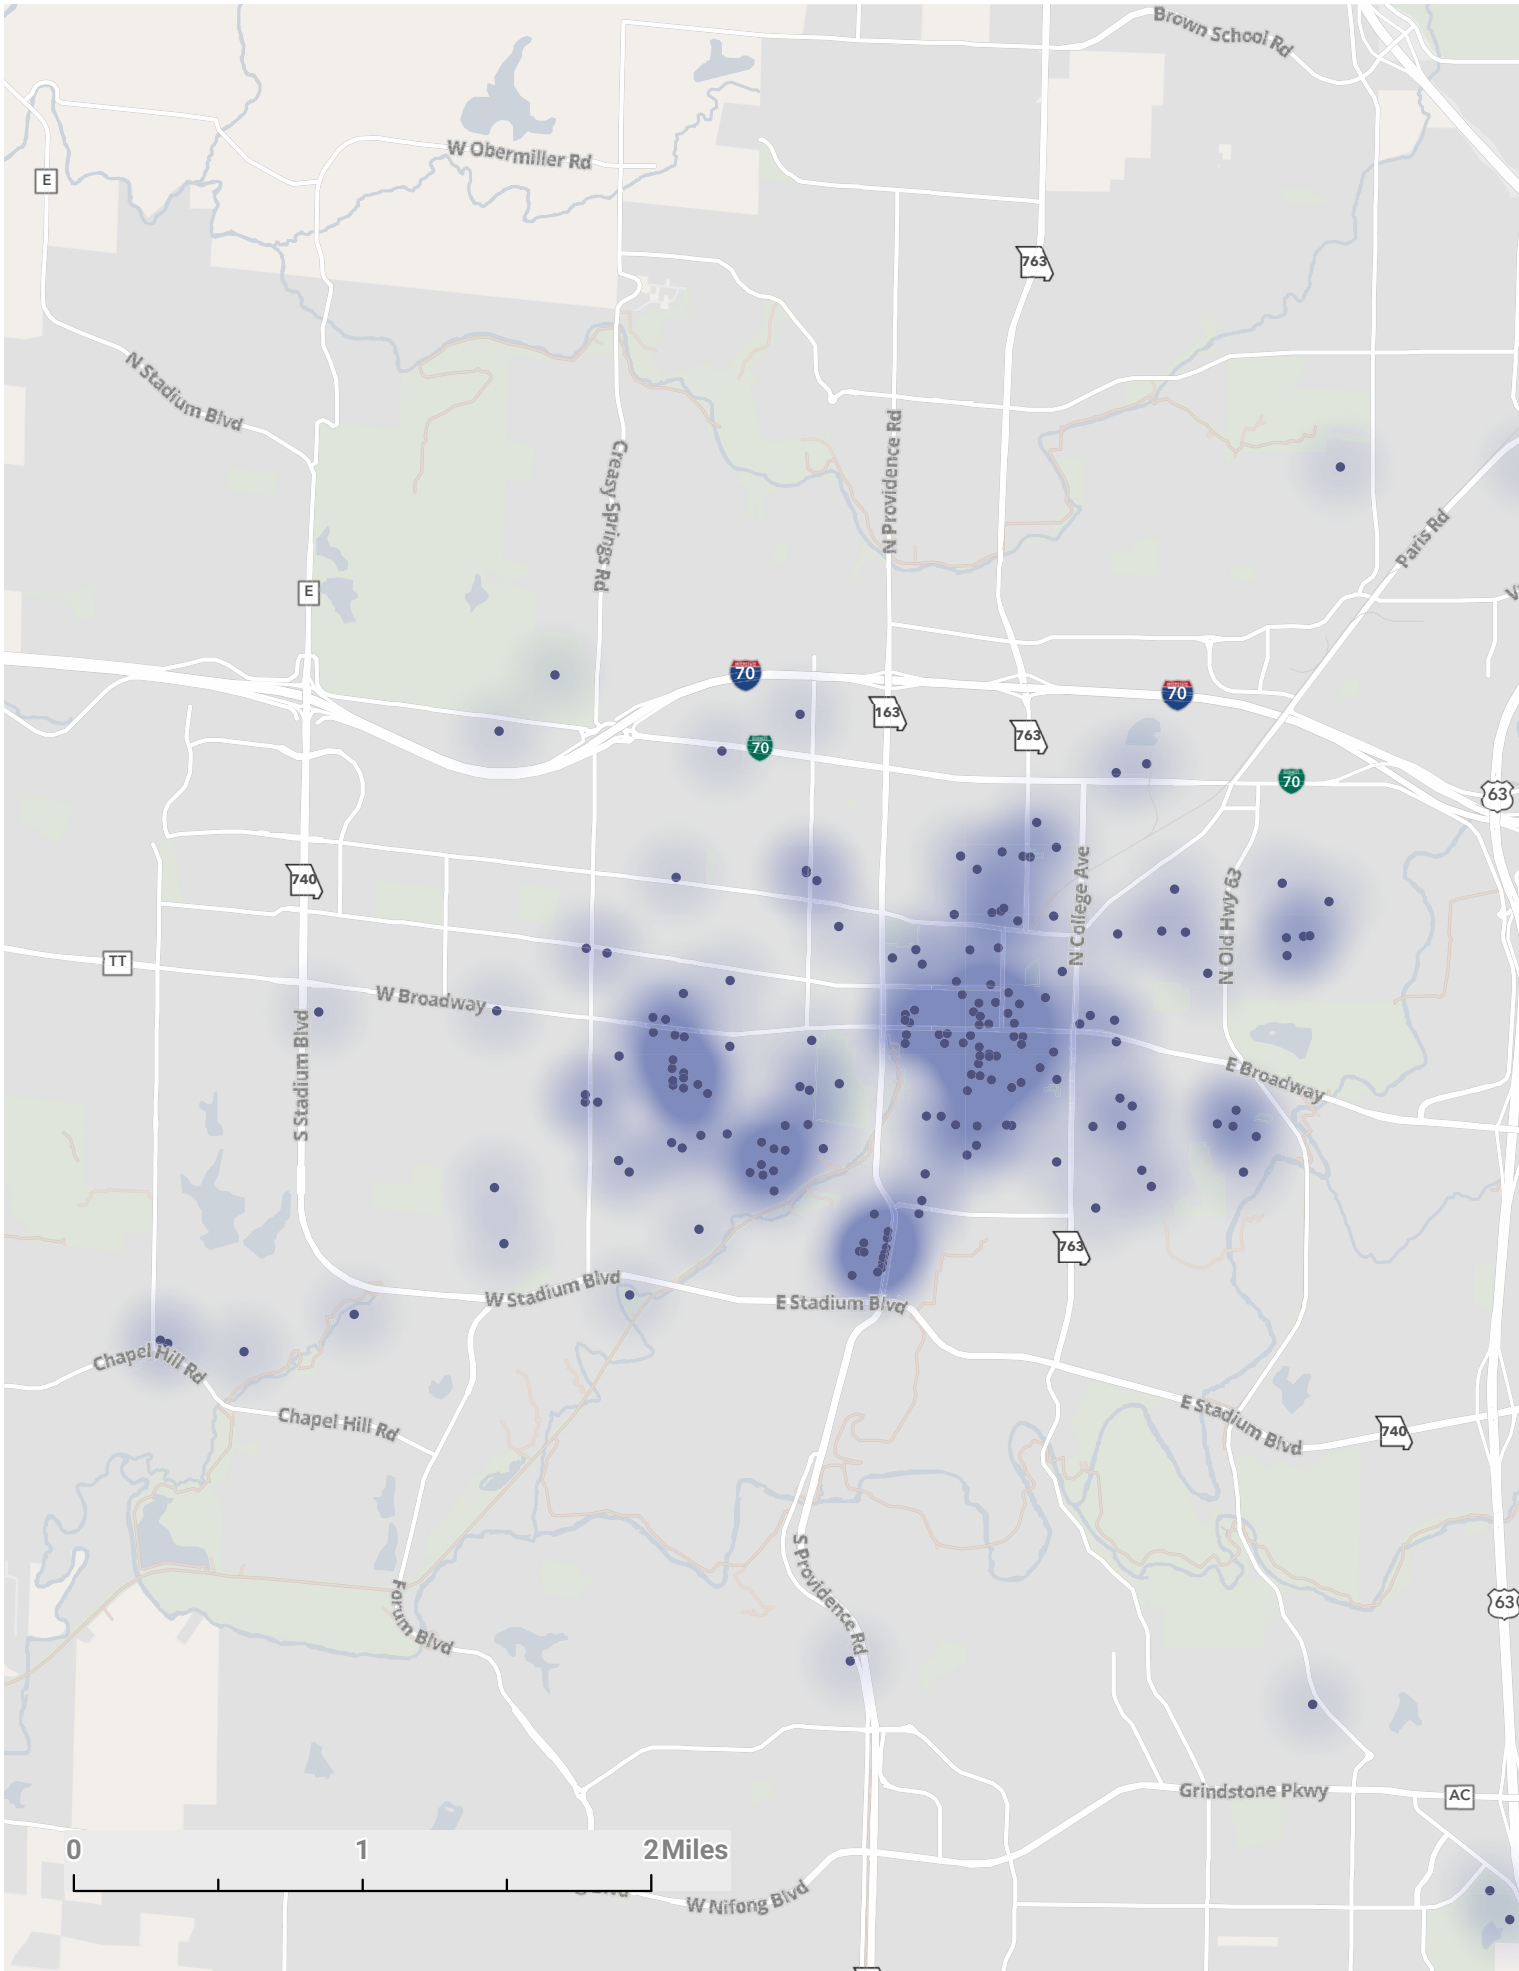 Brown School Rd
W Obermiller Rd
E
763
N Stadium Blvd
N Providence Rd
Creasy Springs Rd
Paris Rd
E
70
70
163
763
70
70
63
740
N College Ave
N Old Hwy 63
TT
W Broadway
S Stadium Blvd
E Broadway
763
W Stadium Blvd
E Stadium Blvd
Chapel Hill Rd
Chapel Hill Rd
E Stadium Blvd
740
S Providence Rd
Forum Blvd
63
Grindstone Pkwy
AC
0 1 2 Miles
W Nifong Blvd